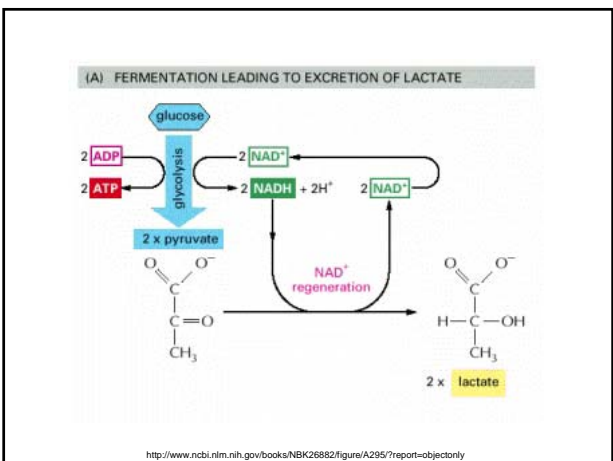 (A) FERMENTATION LEADING TO EXCRETION OF LACTATE
glucose
2 ADP
2 ATP
glycolysis
2 NAD⁺
2 NADH + 2H⁺
2 NAD⁺
2 x pyruvate
NAD⁺
regeneration
O O⁻
C
C=O
CH₃
O O⁻
C
H—C—OH
CH₃
2 x lactate
http://www.ncbi.nlm.nih.gov/books/NBK26882/figure/A295/?report=objectonly